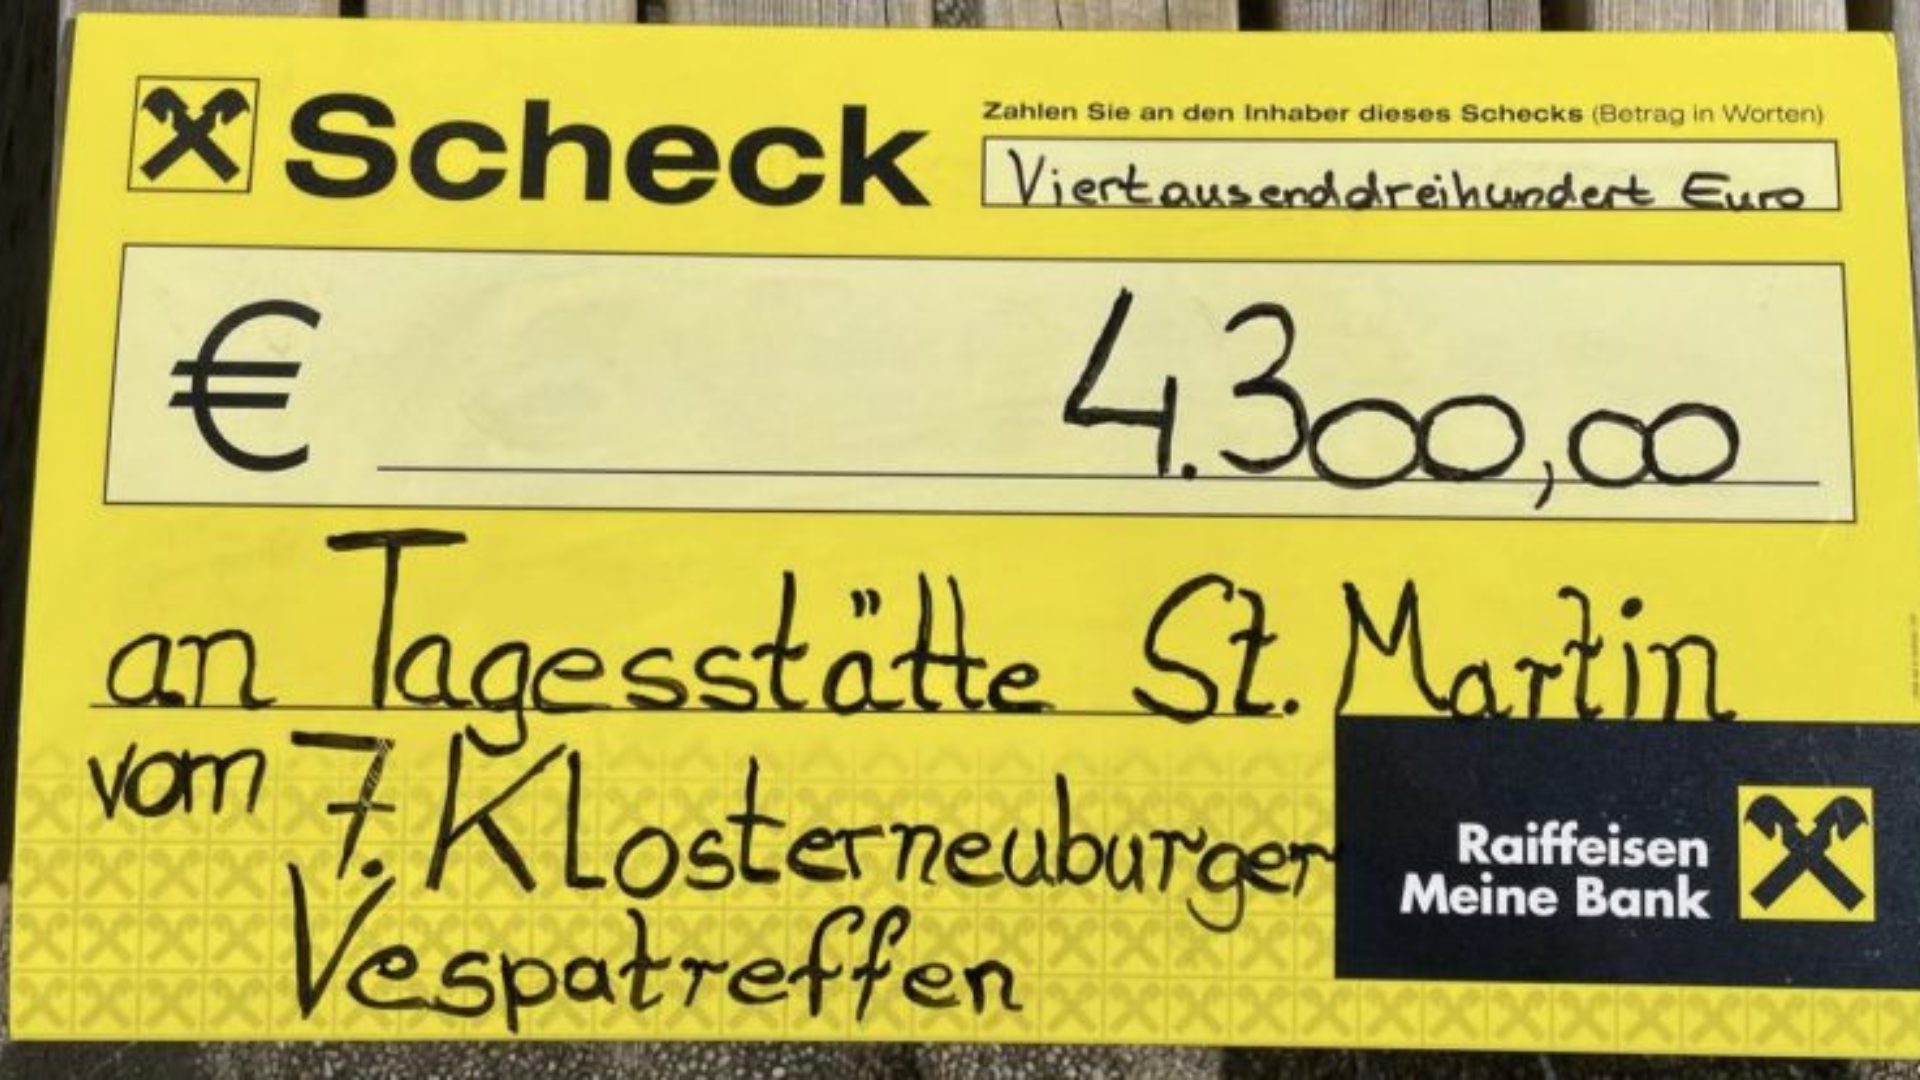 Scheck
Zahlen Sie an den Inhaber dieses Schecks (Betrag in Worten)
Viertausenddreihundert Euro
€ 4.300,00
an Tagesstätte St. Martin
vom 7. Klosterneuburger
Vespatreffen
Raiffeisen
Meine Bank